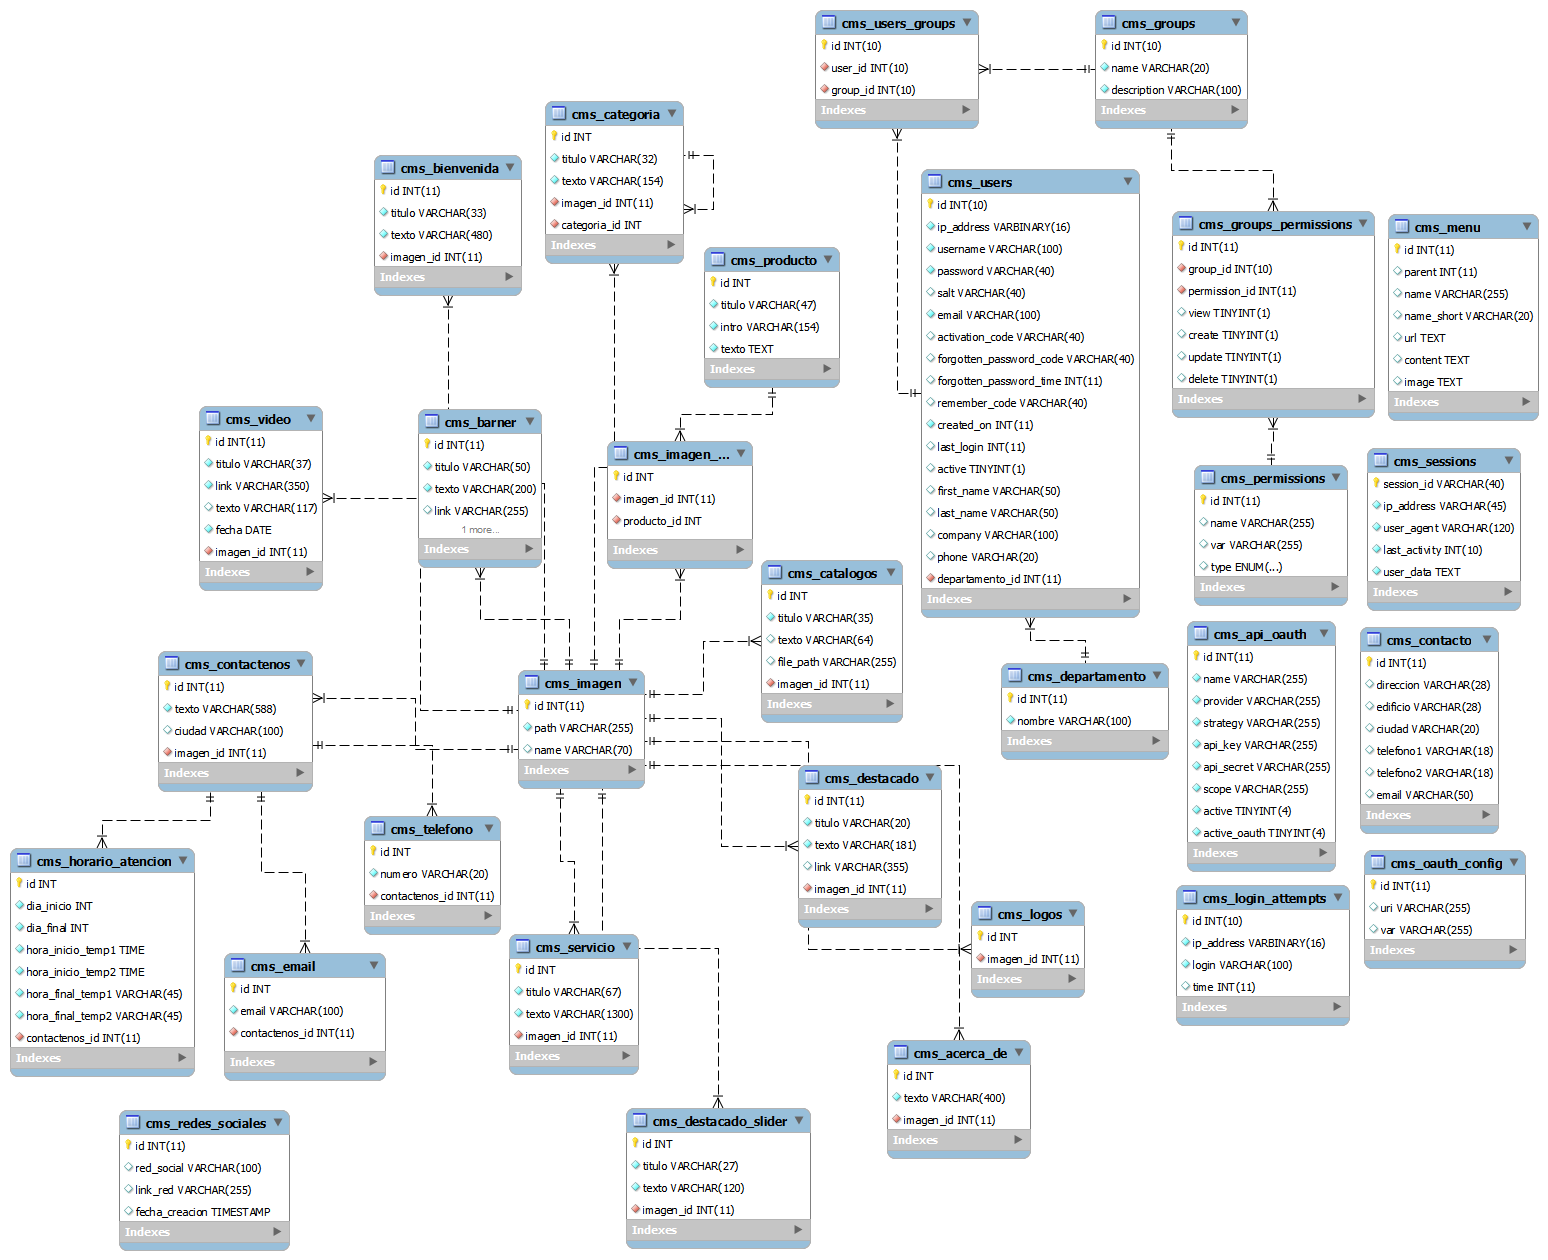 cms_users_groups
id INT(10)
user_id INT(10)
group_id INT(10)
Indexes
cms_groups
id INT(10)
name VARCHAR(20)
description VARCHAR(100)
Indexes
cms_categoria
id INT
titulo VARCHAR(32)
texto VARCHAR(154)
imagen_id INT(11)
categoria_id INT
Indexes
cms_bienvenida
id INT(11)
titulo VARCHAR(33)
texto VARCHAR(480)
imagen_id INT(11)
Indexes
cms_users
id INT(10)
ip_address VARBINARY(16)
username VARCHAR(100)
password VARCHAR(40)
salt VARCHAR(40)
email VARCHAR(100)
activation_code VARCHAR(40)
forgotten_password_code VARCHAR(40)
forgotten_password_time INT(11)
remember_code VARCHAR(40)
created_on INT(11)
last_login INT(11)
active TINYINT(1)
first_name VARCHAR(50)
last_name VARCHAR(50)
company VARCHAR(100)
phone VARCHAR(20)
departamento_id INT(11)
Indexes
cms_groups_permissions
id INT(11)
group_id INT(10)
permission_id INT(11)
view TINYINT(1)
create TINYINT(1)
update TINYINT(1)
delete TINYINT(1)
Indexes
cms_menu
id INT(11)
parent INT(11)
name VARCHAR(255)
name_short VARCHAR(20)
url TEXT
content TEXT
image TEXT
Indexes
cms_producto
id INT
titulo VARCHAR(47)
intro VARCHAR(154)
texto TEXT
Indexes
cms_video
id INT(11)
titulo VARCHAR(37)
link VARCHAR(350)
texto VARCHAR(117)
fecha DATE
imagen_id INT(11)
Indexes
cms_barner
id INT(11)
titulo VARCHAR(50)
texto VARCHAR(200)
link VARCHAR(255)
1 more...
Indexes
cms_imagen_...
id INT
imagen_id INT(11)
producto_id INT
Indexes
cms_permissions
id INT(11)
name VARCHAR(255)
var VARCHAR(255)
type ENUM(...)
Indexes
cms_sessions
session_id VARCHAR(40)
ip_address VARCHAR(45)
user_agent VARCHAR(120)
last_activity INT(10)
user_data TEXT
Indexes
cms_catalogos
id INT
titulo VARCHAR(35)
texto VARCHAR(64)
file_path VARCHAR(255)
imagen_id INT(11)
Indexes
cms_api_oauth
id INT(11)
name VARCHAR(255)
provider VARCHAR(255)
strategy VARCHAR(255)
api_key VARCHAR(255)
api_secret VARCHAR(255)
scope VARCHAR(255)
active TINYINT(4)
active_oauth TINYINT(4)
Indexes
cms_contacto
id INT(11)
direccion VARCHAR(28)
edificio VARCHAR(28)
ciudad VARCHAR(20)
telefono1 VARCHAR(18)
telefono2 VARCHAR(18)
email VARCHAR(50)
Indexes
cms_contactenos
id INT(11)
texto VARCHAR(588)
ciudad VARCHAR(100)
imagen_id INT(11)
Indexes
cms_imagen
id INT(11)
path VARCHAR(255)
name VARCHAR(70)
Indexes
cms_departamento
id INT(11)
nombre VARCHAR(100)
Indexes
cms_destacado
id INT(11)
titulo VARCHAR(20)
texto VARCHAR(181)
link VARCHAR(355)
imagen_id INT(11)
Indexes
cms_telefono
id INT
numero VARCHAR(20)
contactenos_id INT(11)
Indexes
cms_horario_atencion
id INT
dia_inicio INT
dia_final INT
hora_inicio_temp1 TIME
hora_inicio_temp2 TIME
hora_final_temp1 VARCHAR(45)
hora_final_temp2 VARCHAR(45)
contactenos_id INT(11)
Indexes
cms_oauth_config
id INT(11)
uri VARCHAR(255)
var VARCHAR(255)
Indexes
cms_login_attempts
id INT(10)
ip_address VARBINARY(16)
login VARCHAR(100)
time INT(11)
Indexes
cms_logos
id INT
imagen_id INT(11)
Indexes
cms_servicio
id INT
titulo VARCHAR(67)
texto VARCHAR(1300)
imagen_id INT(11)
Indexes
cms_email
id INT
email VARCHAR(100)
contactenos_id INT(11)
Indexes
cms_acerca_de
id INT
texto VARCHAR(400)
imagen_id INT(11)
Indexes
cms_redes_sociales
id INT(11)
red_social VARCHAR(100)
link_red VARCHAR(255)
fecha_creacion TIMESTAMP
Indexes
cms_destacado_slider
id INT
titulo VARCHAR(27)
texto VARCHAR(120)
imagen_id INT(11)
Indexes